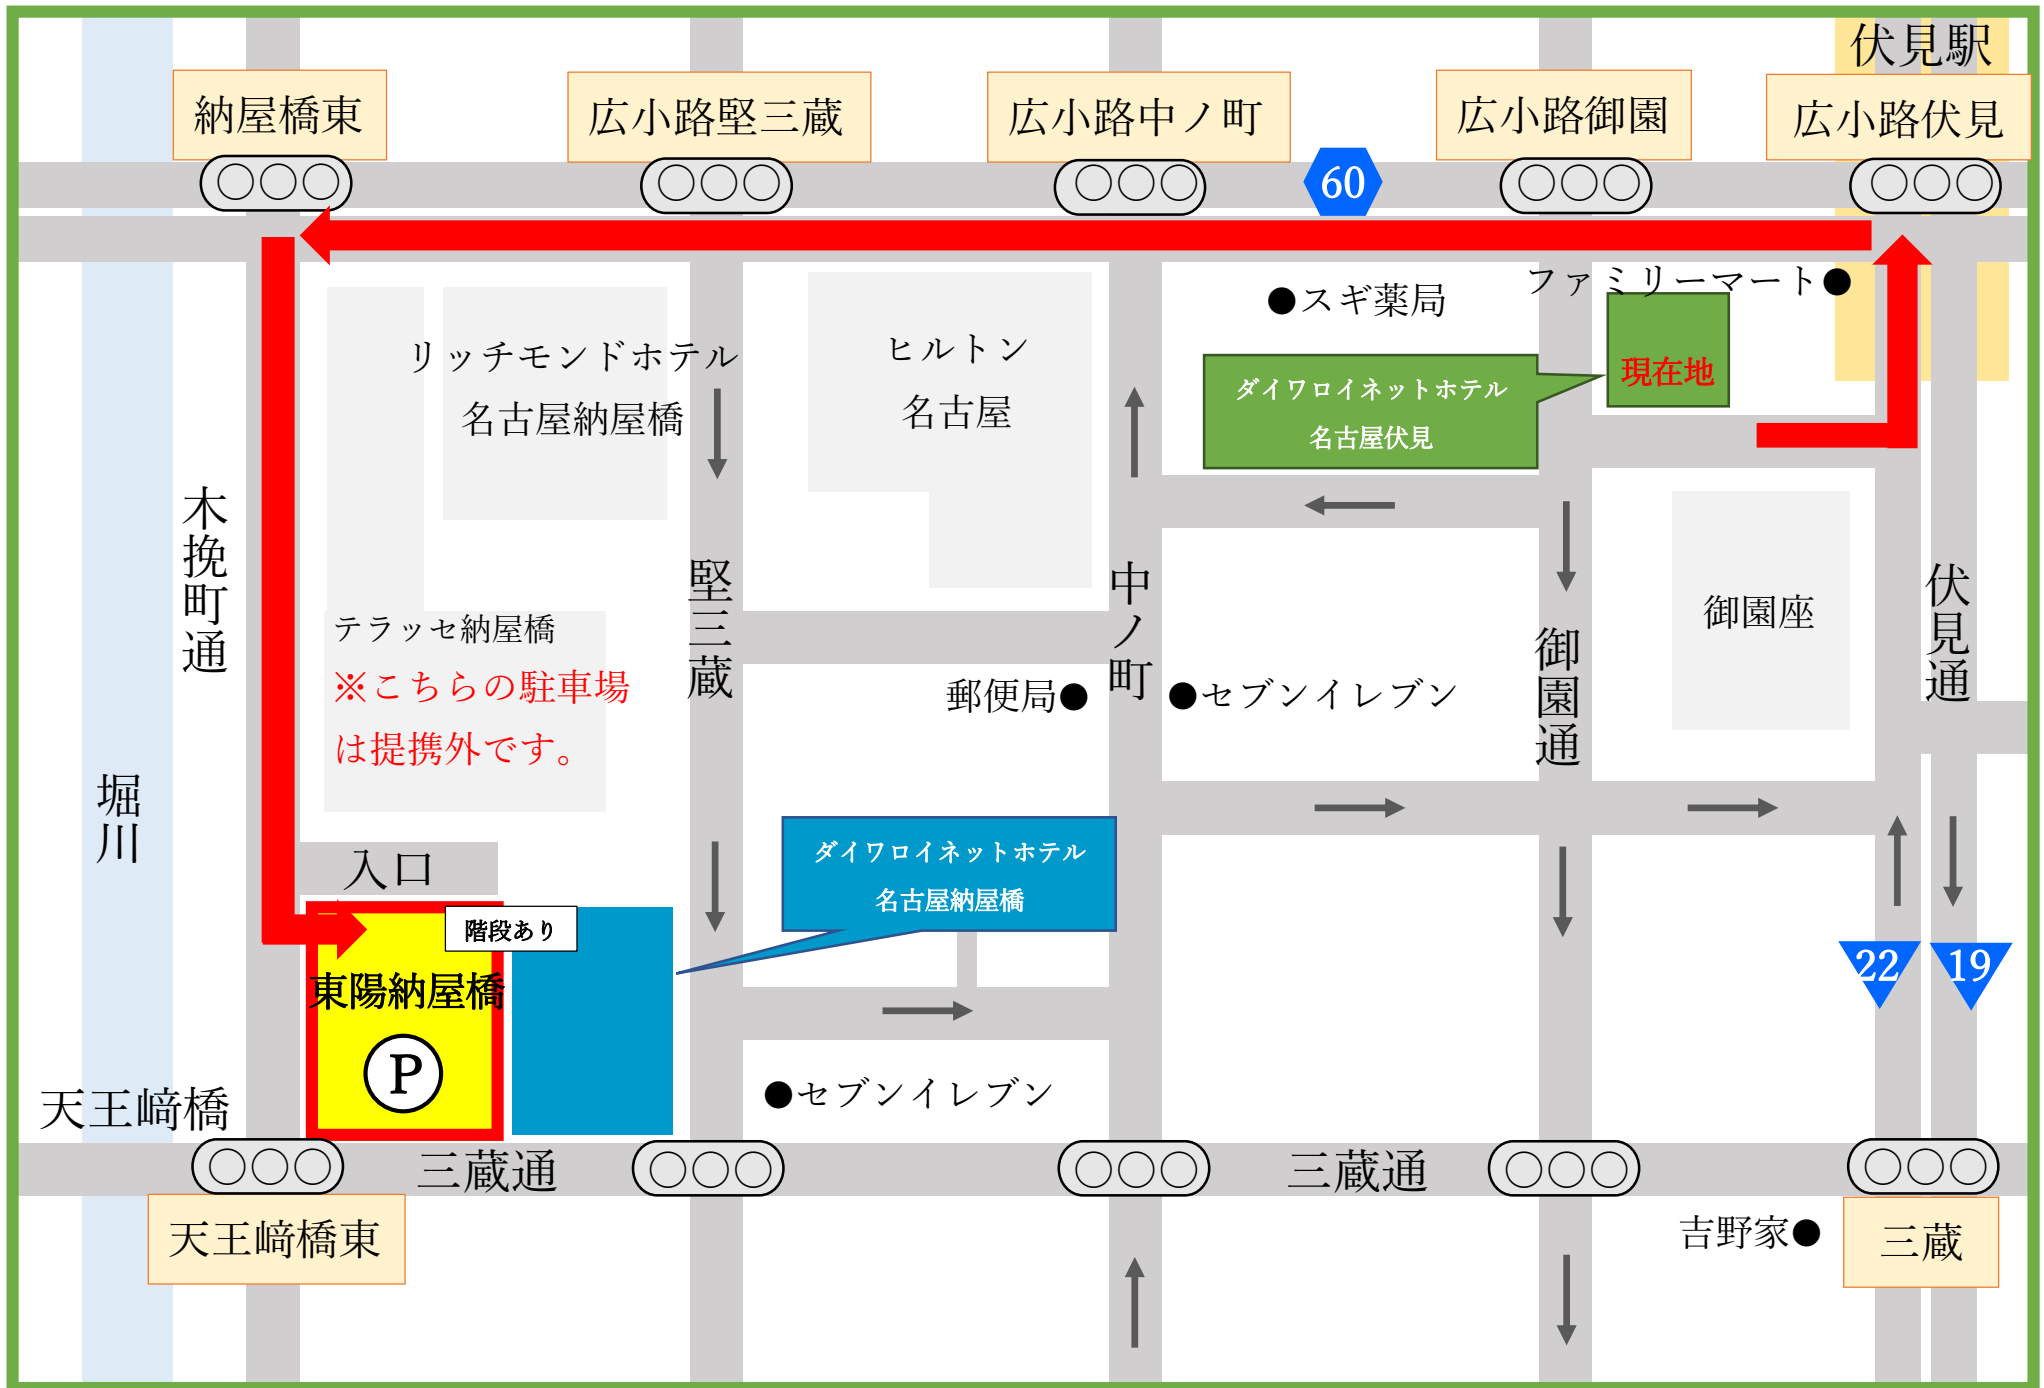 伏見駅
納屋橋東
広小路堅三蔵
広小路中ノ町
広小路御園
広小路伏見
60
ファミリーマート●
●スギ薬局
リッチモンドホテル
名古屋納屋橋
ヒルトン
名古屋
現在地
ダイワロイネットホテル
名古屋伏見
木挽町通
堅三蔵
中ノ町
御園通
御園座
伏見通
テラッセ納屋橋
※こちらの駐車場
は提携外です。
郵便局●
●セブンイレブン
堀川
入口
ダイワロイネットホテル
名古屋納屋橋
階段あり
東陽納屋橋
P
22
19
●セブンイレブン
天王﨑橋
三蔵通
三蔵通
天王﨑橋東
吉野家●
三蔵